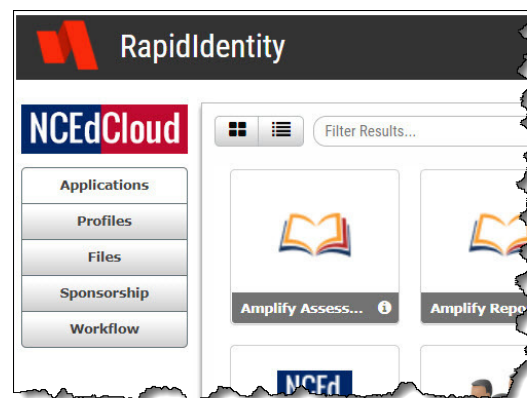 RapidIdentity
NCEdCloud
Filter Results...
Applications
Profiles
Files
Sponsorship
Workflow
Amplify Assess...
Amplify Repo
NCEd